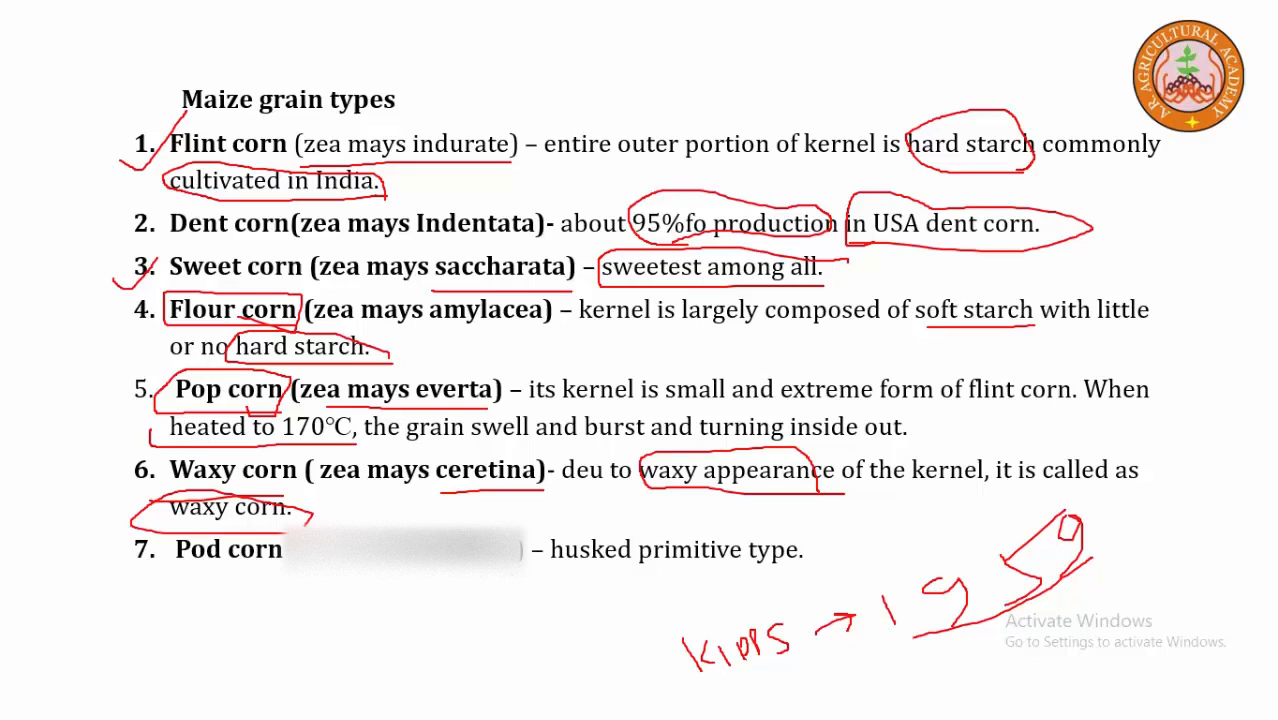 A.R. AGRICULTURAL ACADEMY
Maize grain types
1. Flint corn (zea mays indurate) – entire outer portion of kernel is hard starch commonly
cultivated in India.
2. Dent corn(zea mays Indentata)- about 95%fo production in USA dent corn.
3. Sweet corn (zea mays saccharata) – sweetest among all.
4. Flour corn (zea mays amylacea) – kernel is largely composed of soft starch with little
or no hard starch.
5. Pop corn (zea mays everta) – its kernel is small and extreme form of flint corn. When
heated to 170°C, the grain swell and burst and turning inside out.
6. Waxy corn ( zea mays ceretina)- deu to waxy appearance of the kernel, it is called as
waxy corn.
7. Pod corn ) – husked primitive type.
→ 1950
Activate Windows
Go to Settings to activate Windows.